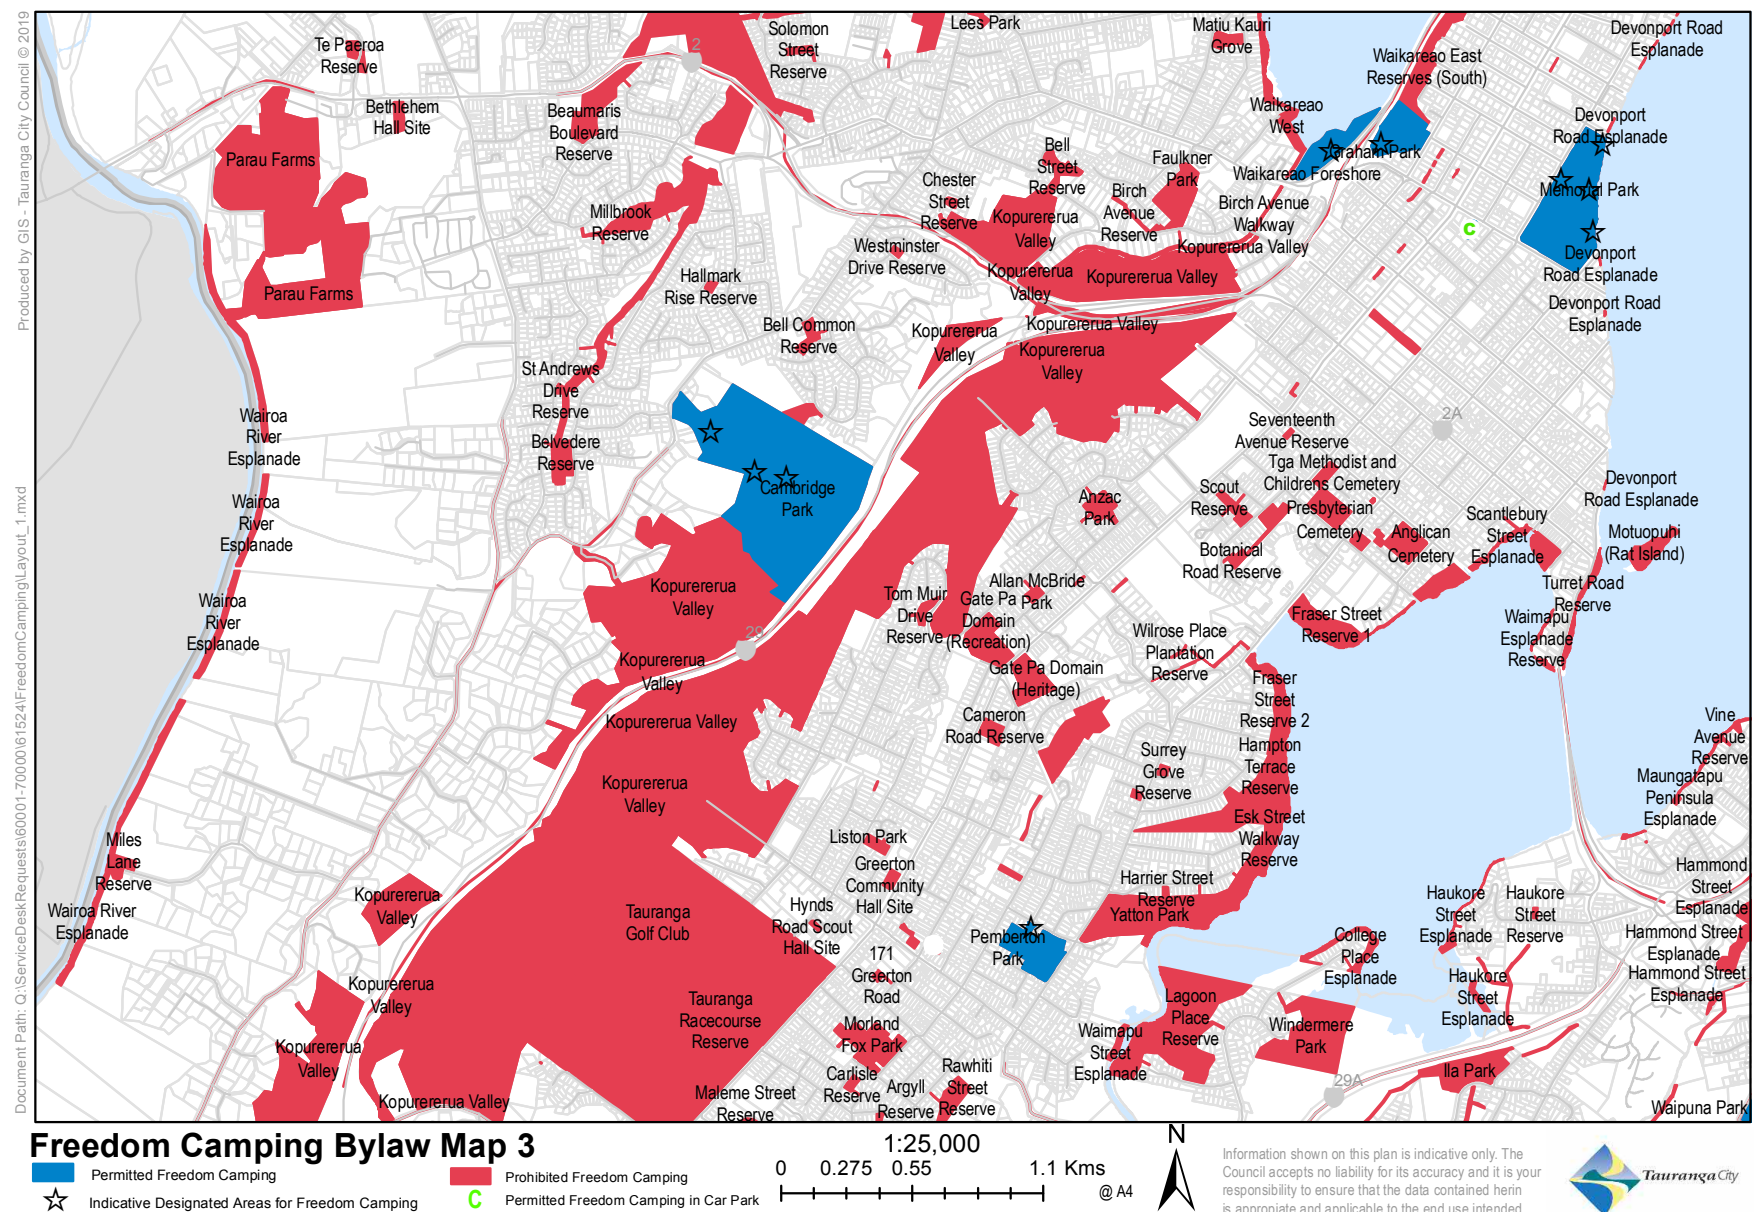 Produced by GIS - Tauranga City Council © 2019
Document Path: Q:\ServiceDeskRequests\60001-70000\61524\FreedomCamping\Layout_1.mxd
Te Paeroa
Reserve
Bethlehem
Hall Site
Beaumaris
Boulevard
Reserve
2
Solomon
Street
Reserve
Lees Park
Matiu Kauri
Grove
Waikareao East
Reserves (South)
Devonport Road
Esplanade
Waikareao
West
Graham Park
Waikareao Foreshore
Devonport
Road Esplanade
Memorial Park
Devonport
Road Esplanade
Devonport Road
Esplanade
C
Parau Farms
Parau Farms
Millbrook
Reserve
Hallmark
Rise Reserve
Chester
Street
Reserve
Bell
Street
Reserve
Birch
Avenue
Reserve
Faulkner
Park
Birch Avenue
Walkway
Kopurererua
Valley
Westminster
Drive Reserve
Kopurererua Valley
Kopurererua
Valley
Kopurererua Valley
Bell Common
Reserve
Kopurererua
Valley
Kopurererua Valley
Kopurererua
Valley
St Andrews
Drive
Reserve
Belvedere
Reserve
Wairoa
River
Esplanade
Wairoa
River
Esplanade
Wairoa
River
Esplanade
Cambridge
Park
2A
Seventeenth
Avenue Reserve
Tga Methodist and
Childrens Cemetery
Presbyterian
Cemetery
Scout
Reserve
Anzac
Park
Botanical
Road Reserve
Anglican
Cemetery
Scantlebury
Street
Esplanade
Devonport
Road Esplanade
Motuopuhi
(Rat Island)
Turret Road
Reserve
Waimapu
Esplanade
Reserve
Kopurererua
Valley
Tom Muir
Drive
Reserve
Allan McBride
Park
Gate Pa
Domain
(Recreation)
Gate Pa Domain
(Heritage)
Wilrose Place
Plantation
Reserve
Fraser Street
Reserve 1
29
Kopurererua
Valley
Kopurererua Valley
Cameron
Road Reserve
Fraser
Street
Reserve 2
Surrey
Grove
Reserve
Hampton
Terrace
Reserve
Vine
Avenue
Reserve
Maungatapu
Peninsula
Esplanade
Kopurererua
Valley
Esk Street
Walkway
Reserve
Miles
Lane
Reserve
Wairoa River
Esplanade
Liston Park
Greerton
Community
Hall Site
Harrier Street
Reserve
Yatton Park
Hammond
Street
Esplanade
Haukore
Street
Esplanade
Haukore
Street
Reserve
Hammond Street
Esplanade
Hammond Street
Esplanade
Kopurererua
Valley
Tauranga
Golf Club
Hynds
Road Scout
Hall Site
Pemberton
Park
College
Place
Esplanade
171
Greerton
Road
Haukore
Street
Esplanade
Kopurererua
Valley
Tauranga
Racecourse
Reserve
Lagoon
Place
Reserve
Windermere
Park
Morland
Fox Park
Waimapu
Street
Esplanade
Kopurererua
Valley
Carlisle
Reserve
Rawhiti
Street
Reserve
Argyll
Reserve
29A
Ila Park
Kopurererua Valley
Maleme Street
Reserve
Waipuna Park
Freedom Camping Bylaw Map 3
Permitted Freedom Camping
Prohibited Freedom Camping
Indicative Designated Areas for Freedom Camping
C
Permitted Freedom Camping in Car Park
1:25,000
0 0.275 0.55 1.1 Kms
@ A4
N
Information shown on this plan is indicative only. The
Council accepts no liability for its accuracy and it is your
responsibility to ensure that the data contained herin
is appropiate and applicable to the end use intended
Tauranga City